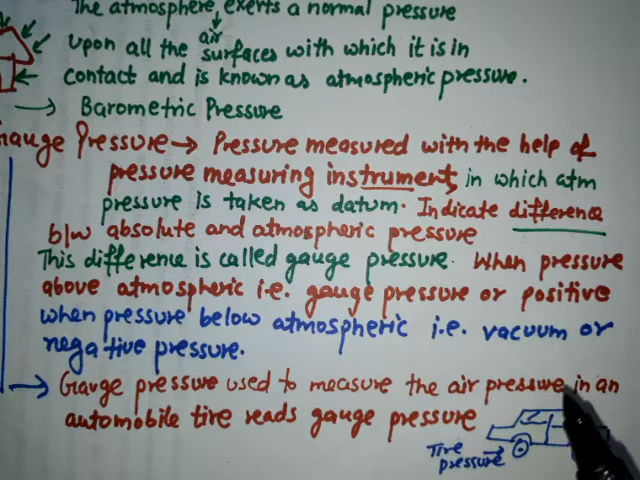 The atmosphere exerts a normal pressure
air
upon all the surfaces with which it is in
contact and is known as atmospheric pressure.
→ Barometric Pressure
Gauge Pressure → Pressure measured with the help of
pressure measuring instrument, in which atm
pressure is taken as datum. Indicate difference
b/w absolute and atmospheric pressure
This difference is called gauge pressure. When pressure
above atmospheric i.e. gauge pressure or positive
when pressure below atmospheric i.e. vacuum or
negative pressure.
→ Gauge pressure used to measure the air pressure in an
automobile tire reads gauge pressure
Tire
pressure →